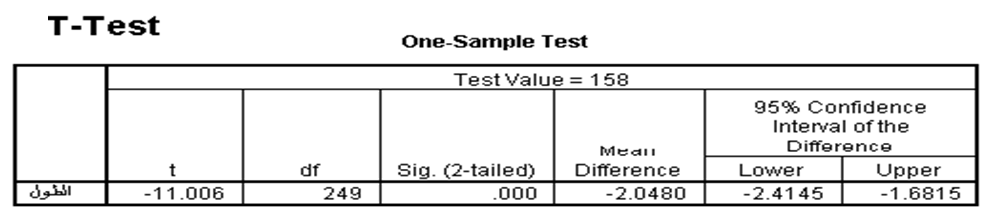 T-Test
One-Sample Test
Test Value = 158
95% Confidence
Interval of the
Difference
t df Sig. (2-tailed) Mean Difference Lower Upper
الطول -11.006 249 .000 -2.0480 -2.4145 -1.6815